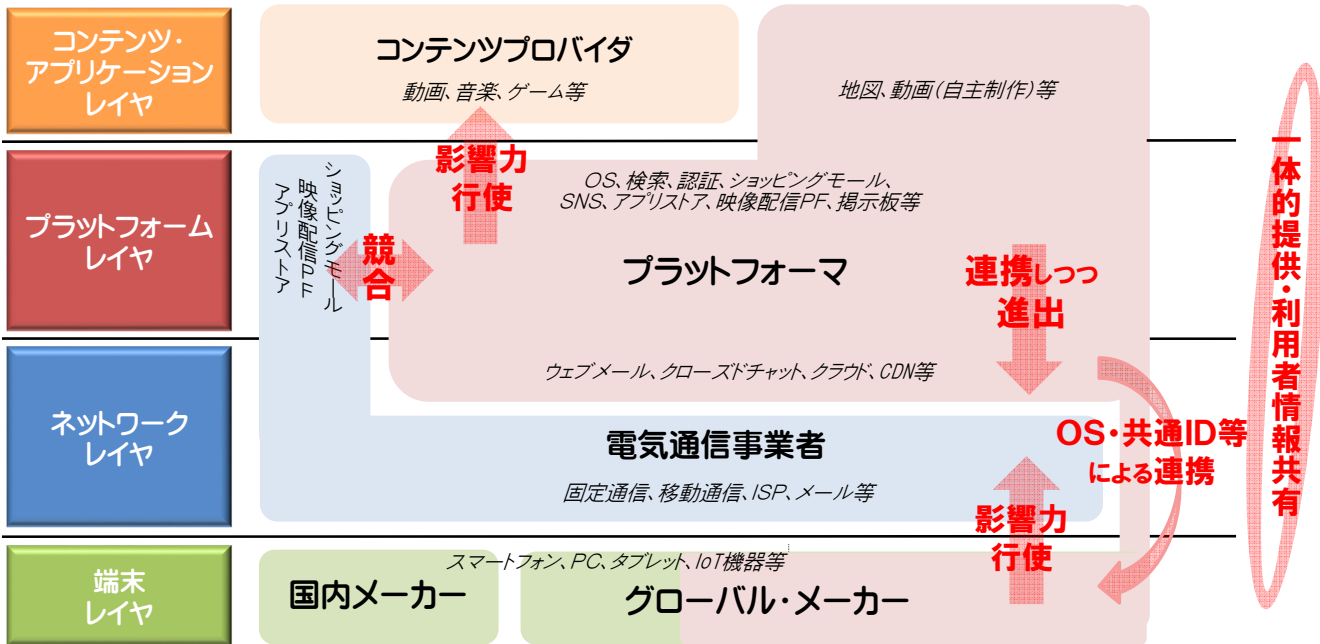 コンテンツ・
アプリケーション
レイヤ
コンテンツプロバイダ
動画、音楽、ゲーム等
地図、動画(自主制作)等
プラットフォーム
レイヤ
ショッピングモール
映像配信PF
アプリストア
影響力
行使
競
合
OS、検索、認証、ショッピングモール、
SNS、アプリストア、映像配信PF、掲示板等
プラットフォーマ
連携しつつ
進出
ウェブメール、クローズドチャット、クラウド、CDN等
ネットワーク
レイヤ
電気通信事業者
固定通信、移動通信、ISP、メール等
OS・共通ID等
による連携
影響力
行使
端末
レイヤ
スマートフォン、PC、タブレット、IoT機器等
国内メーカー
グローバル・メーカー
一体的提供・利用者情報共有